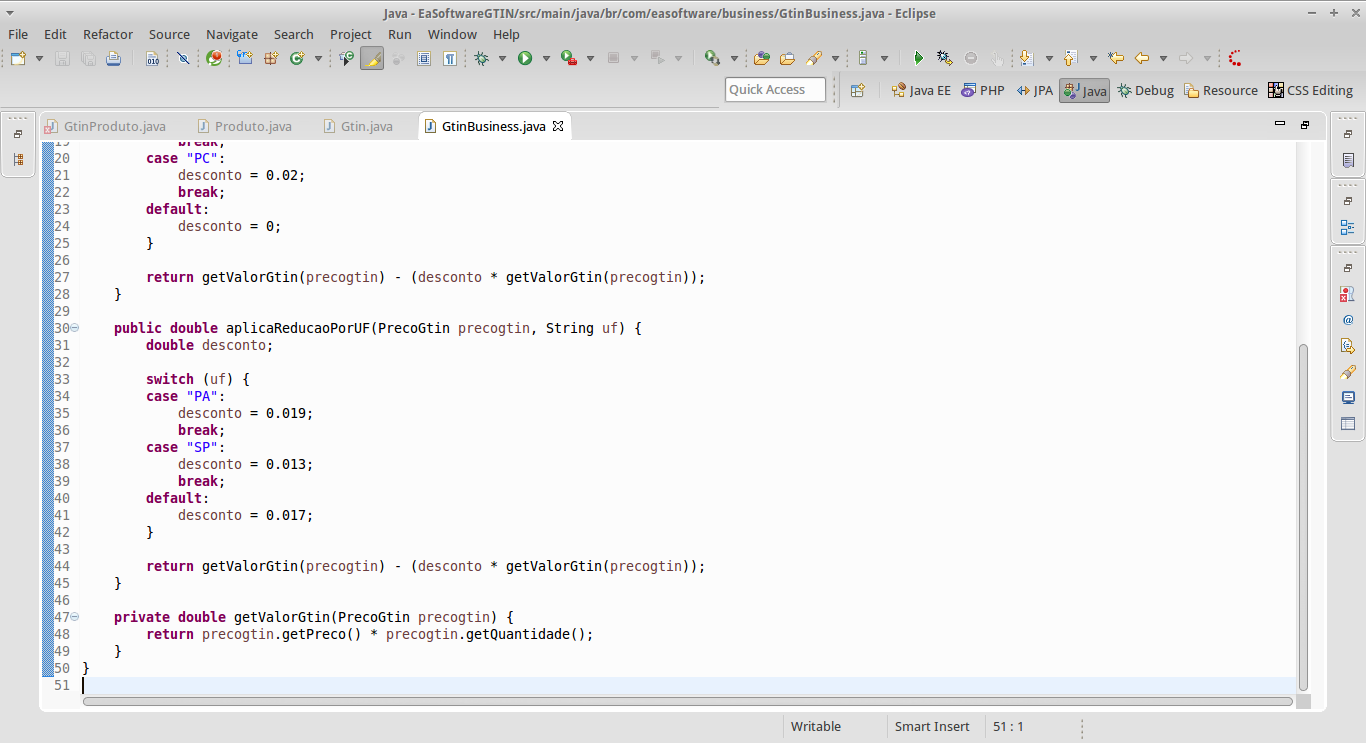 Java - EaSoftwareGTIN/src/main/java/br/com/easoftware/business/GtinBusiness.java - Eclipse
File Edit Refactor Source Navigate Search Project Run Window Help
Quick Access Java EE PHP JPA Java Debug Resource CSS Editing
GtinProduto.java Produto.java Gtin.java GtinBusiness.java
19 break;
20 case "PC":
21 desconto = 0.02;
22 break;
23 default:
24 desconto = 0;
25 }
26
27 return getValorGtin(precogtin) - (desconto * getValorGtin(precogtin));
28 }
29
30 public double aplicaReducaoPorUF(PrecoGtin precogtin, String uf) {
31 double desconto;
32
33 switch (uf) {
34 case "PA":
35 desconto = 0.019;
36 break;
37 case "SP":
38 desconto = 0.013;
39 break;
40 default:
41 desconto = 0.017;
42 }
43
44 return getValorGtin(precogtin) - (desconto * getValorGtin(precogtin));
45 }
46
47 private double getValorGtin(PrecoGtin precogtin) {
48 return precogtin.getPreco() * precogtin.getQuantidade();
49 }
50 }
51
Writable Smart Insert 51 : 1